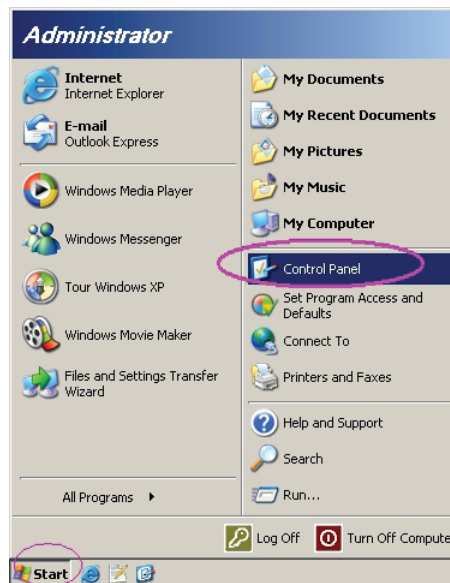 Administrator
Internet
Internet Explorer
E-mail
Outlook Express
Windows Media Player
Windows Messenger
Tour Windows XP
Windows Movie Maker
Files and Settings Transfer
Wizard
All Programs
My Documents
My Recent Documents
My Pictures
My Music
My Computer
Control Panel
Set Program Access and
Defaults
Connect To
Printers and Faxes
Help and Support
Search
Run...
Log Off
Turn Off Compute
Start